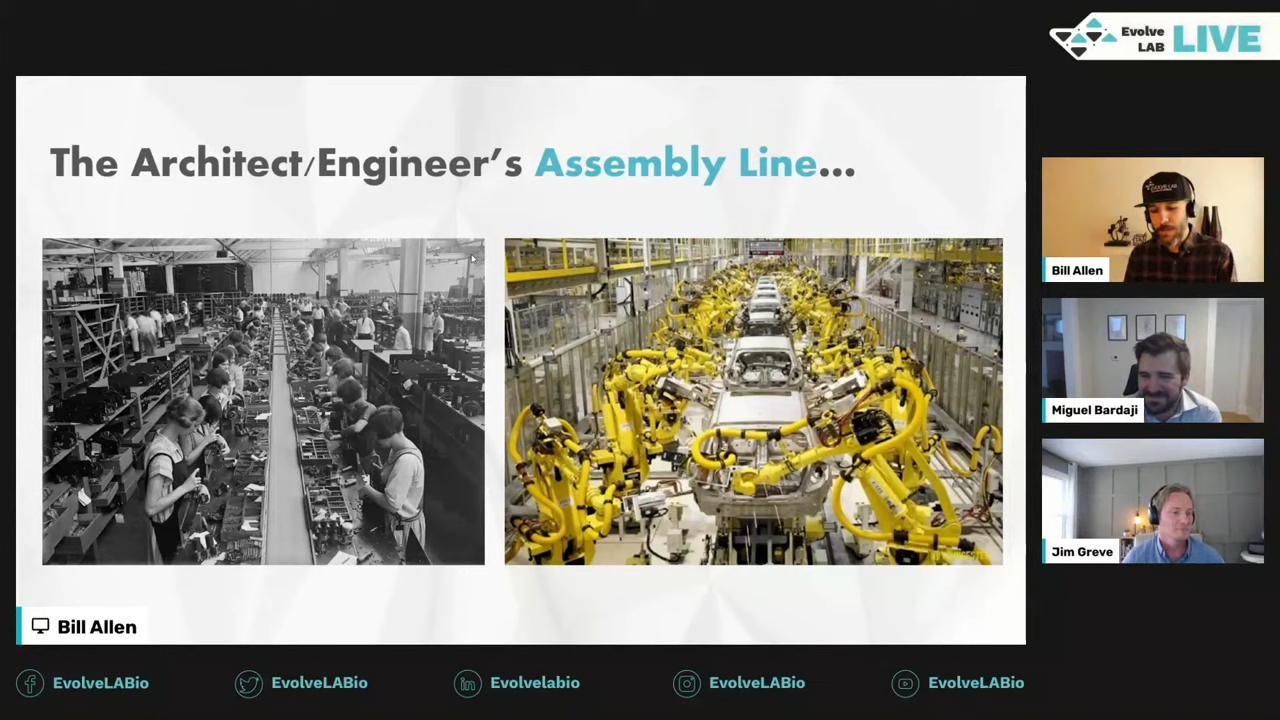 Evolve
LAB
LIVE
The Architect/Engineer's Assembly Line...
Bill Allen
Miguel Bardaji
Jim Greve
Bill Allen
EvolveLABio
EvolveLABio
Evolvelabio
EvolveLABio
EvolveLABio